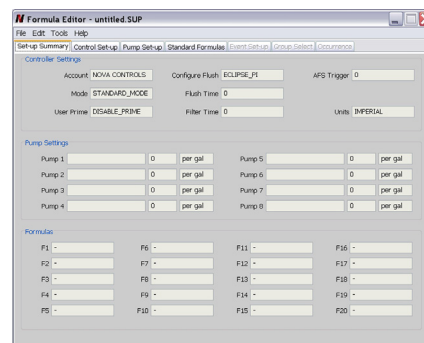 Formula Editor - untitled.SUP
File Edit Tools Help
Set-up Summary Control Set-up Pump Set-up Standard Formulas Event Set-up Group Select Occurrence
Controller Settings
Account NOVA CONTROLS Configure Flush ECLIPSE_PI AFS Trigger 0
Mode STANDARD_MODE Flush Time 0
User Prime DISABLE_PRIME Filter Time 0 Units IMPERIAL
Pump Settings
Pump 1 0 per gal Pump 5 0 per gal
Pump 2 0 per gal Pump 6 0 per gal
Pump 3 0 per gal Pump 7 0 per gal
Pump 4 0 per gal Pump 8 0 per gal
Formulas
F1 - F6 - F11 - F16 -
F2 - F7 - F12 - F17 -
F3 - F8 - F13 - F18 -
F4 - F9 - F14 - F19 -
F5 - F10 - F15 - F20 -